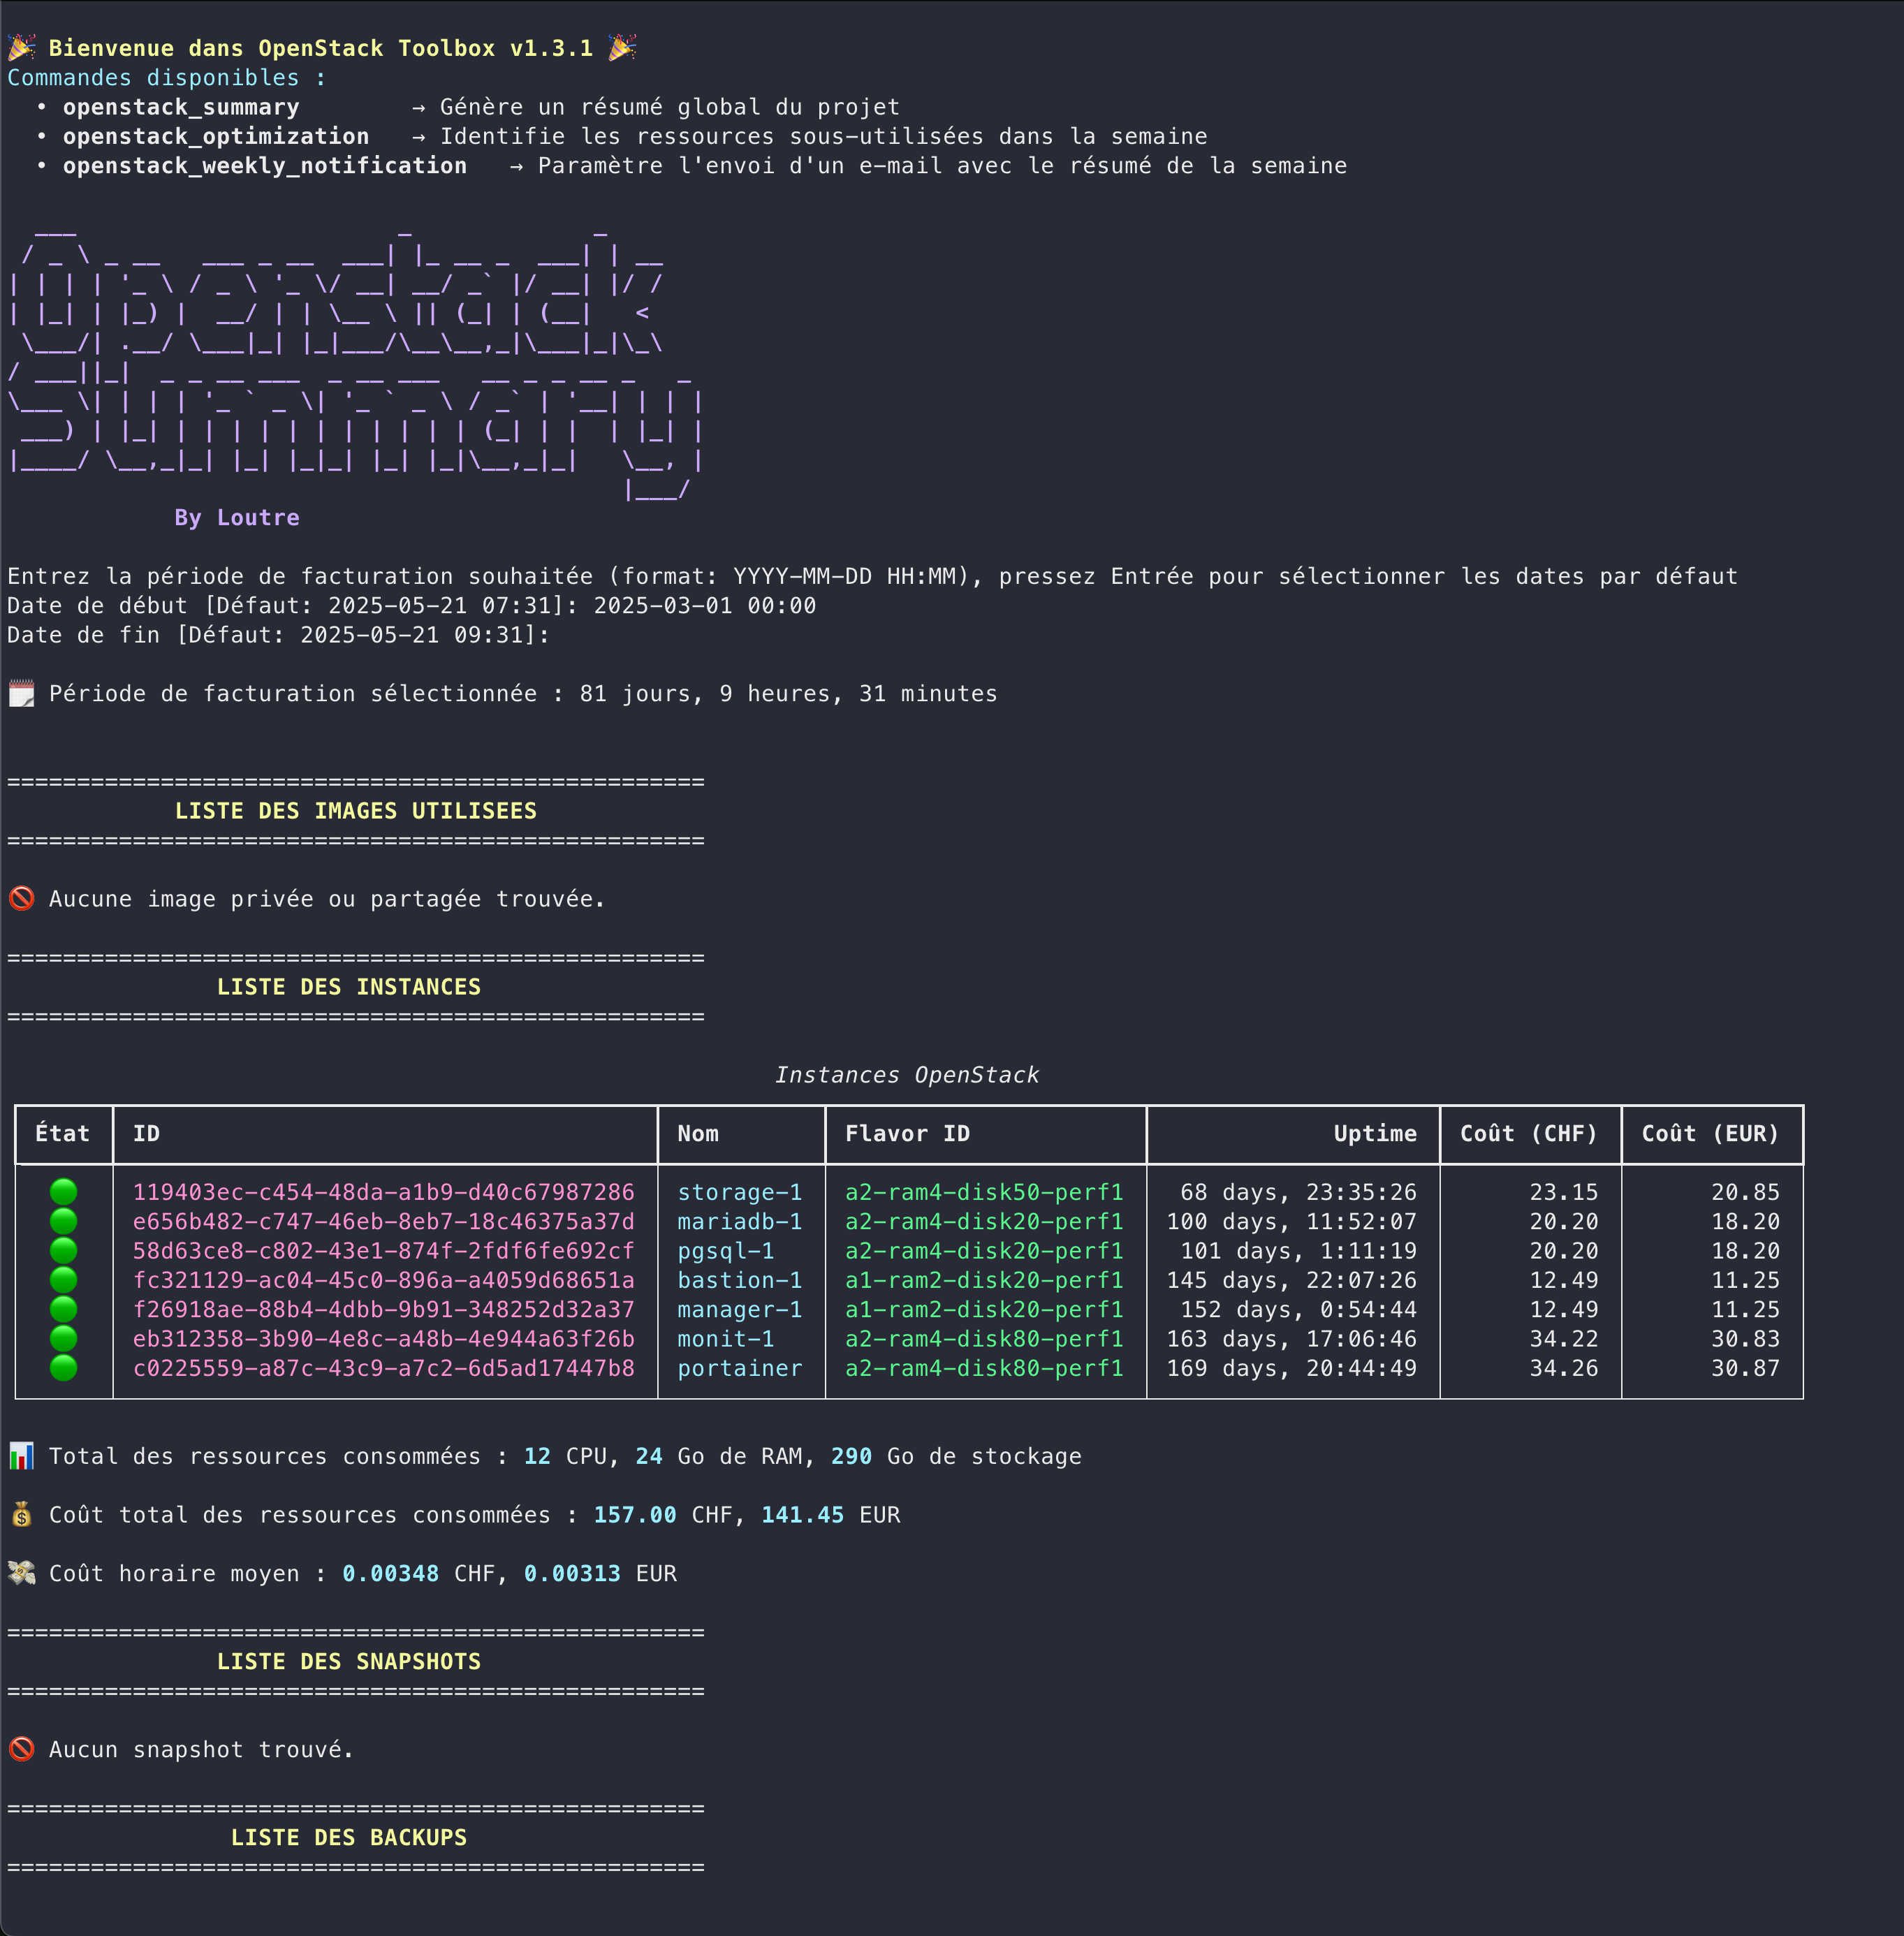 🎉 Bienvenue dans OpenStack Toolbox v1.3.1 🎉
Commandes disponibles :
  • openstack_summary        → Génère un résumé global du projet
  • openstack_optimization   → Identifie les ressources sous-utilisées dans la semaine
  • openstack_weekly_notification   → Paramètre l'envoi d'un e-mail avec le résumé de la semaine
Openstack
Summary
By Loutre
Entrez la période de facturation souhaitée (format: YYYY-MM-DD HH:MM), pressez Entrée pour sélectionner les dates par défaut
Date de début [Défaut: 2025-05-21 07:31]: 2025-03-01 00:00
Date de fin [Défaut: 2025-05-21 09:31]:
🗓️ Période de facturation sélectionnée : 81 jours, 9 heures, 31 minutes
==================================================
LISTE DES IMAGES UTILISEES
==================================================
🚫 Aucune image privée ou partagée trouvée.
==================================================
LISTE DES INSTANCES
==================================================
Instances OpenStack
État ID Nom Flavor ID Uptime Coût (CHF) Coût (EUR)
🟢 119403ec-c454-48da-a1b9-d40c67987286 storage-1 a2-ram4-disk50-perf1 68 days, 23:35:26 23.15 20.85
🟢 e656b482-c747-46eb-8eb7-18c46375a37d mariadb-1 a2-ram4-disk20-perf1 100 days, 11:52:07 20.20 18.20
🟢 58d63ce8-c802-43e1-874f-2fdf6fe692cf pgsql-1 a2-ram4-disk20-perf1 101 days, 1:11:19 20.20 18.20
🟢 fc321129-ac04-45c0-896a-a4059d68651a bastion-1 a1-ram2-disk20-perf1 145 days, 22:07:26 12.49 11.25
🟢 f26918ae-88b4-4dbb-9b91-348252d32a37 manager-1 a1-ram2-disk20-perf1 152 days, 0:54:44 12.49 11.25
🟢 eb312358-3b90-4e8c-a48b-4e944a63f26b monit-1 a2-ram4-disk80-perf1 163 days, 17:06:46 34.22 30.83
🟢 c0225559-a87c-43c9-a7c2-6d5ad17447b8 portainer a2-ram4-disk80-perf1 169 days, 20:44:49 34.26 30.87
📊 Total des ressources consommées : 12 CPU, 24 Go de RAM, 290 Go de stockage
💰 Coût total des ressources consommées : 157.00 CHF, 141.45 EUR
💸 Coût horaire moyen : 0.00348 CHF, 0.00313 EUR
==================================================
LISTE DES SNAPSHOTS
==================================================
🚫 Aucun snapshot trouvé.
==================================================
LISTE DES BACKUPS
==================================================